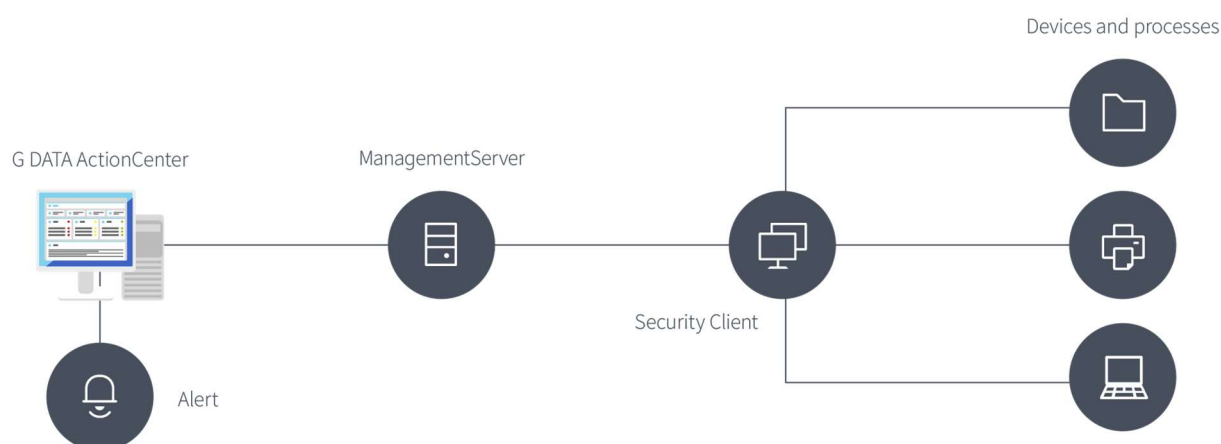 Devices and processes
G DATA ActionCenter
ManagementServer
Security Client
Alert